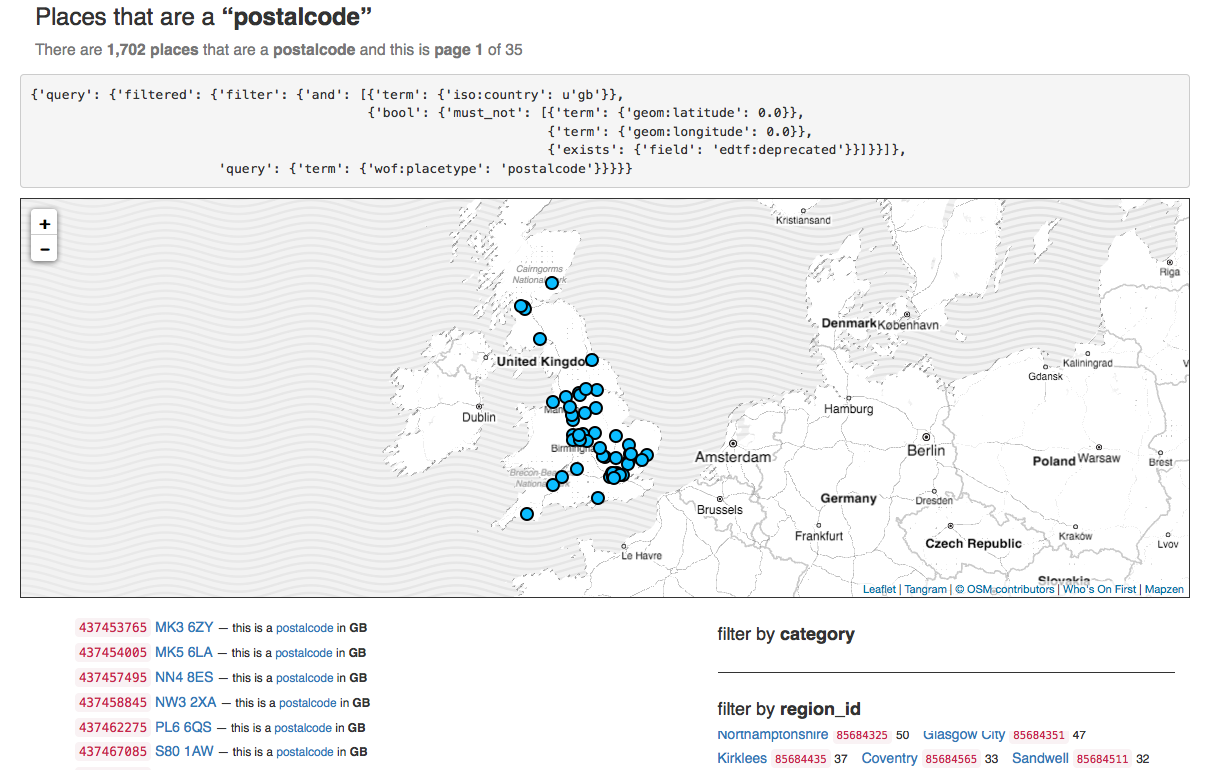 Places that are a “postalcode”
There are 1,702 places that are a postalcode and this is page 1 of 35
{'query': {'filtered': {'filter': {'and': [{'term': {'iso:country': u'gb'}},
{'bool': {'must_not': [{'term': {'geom:latitude': 0.0}},
{'term': {'geom:longitude': 0.0}},
{'exists': {'field': 'edtf:deprecated'}}]}}]},
'query': {'term': {'wof:placetype': 'postalcode'}}}}}
+
−
Kristiansand
Cairngorms
Riga
Denmark København
United Kingdo
Kaliningrad
V
Gdansk
Hamburg
Dublin
Berlin
Amsterdam
Poland Warsaw
Brest
Germany
Dresden
Brussels
Frankfurt
Czech Republic
Kraków
Lvov
Le Havre
Slovakia
Leaflet | Tangram | © OSM contributors | Who's On First | Mapzen
437453765 MK3 6ZY — this is a postalcode in GB
437454005 MK5 6LA — this is a postalcode in GB
437457495 NN4 8ES — this is a postalcode in GB
437458845 NW3 2XA — this is a postalcode in GB
437462275 PL6 6QS — this is a postalcode in GB
437467085 S80 1AW — this is a postalcode in GB
filter by category
filter by region_id
Northamptonshire 85684325 50 Glasgow City 85684351 47
Kirklees 85684435 37 Coventry 85684565 33 Sandwell 85684511 32